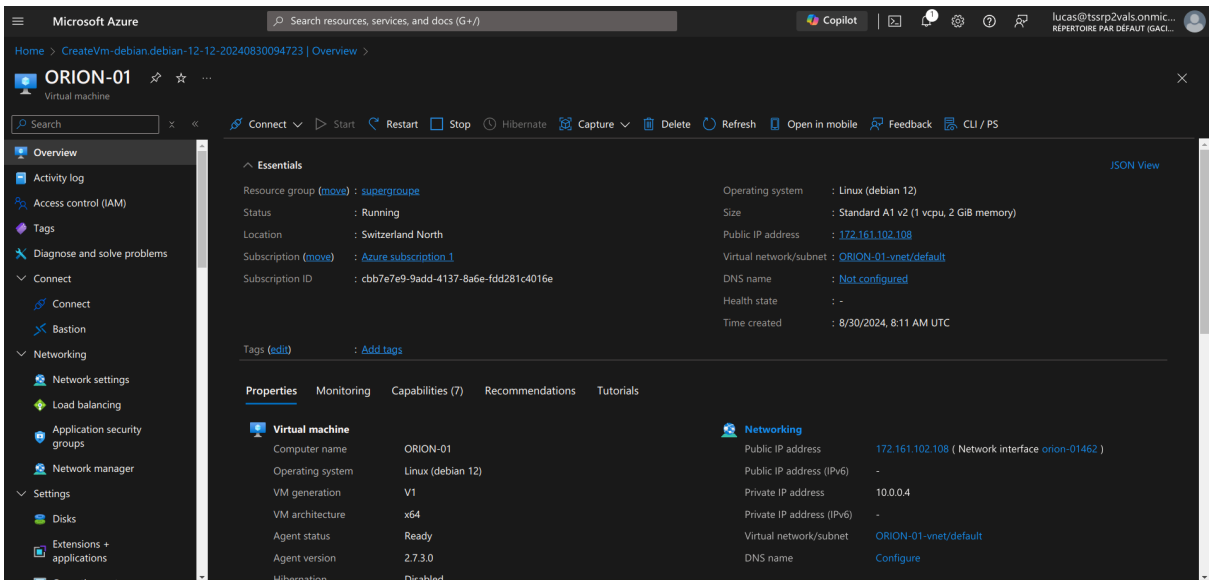 Microsoft Azure
Search resources, services, and docs (G+/)
Copilot
1
lucas@tssrp2vals.onmic...
RÉPERTOIRE PAR DÉFAUT (GACI...
Home > CreateVm-debian.debian-12-12-20240830094723 | Overview >
ORION-01
Virtual machine
Search
Connect Start Restart Stop Hibernate Capture Delete Refresh Open in mobile Feedback CLI / PS
Overview
Activity log
Access control (IAM)
Tags
Diagnose and solve problems
Connect
Connect
Bastion
Networking
Network settings
Load balancing
Application security
groups
Network manager
Settings
Disks
Extensions +
applications
Essentials
JSON View
Resource group (move) : supergroupe
Status : Running
Location : Switzerland North
Subscription (move) : Azure subscription 1
Subscription ID : cbb7e7e9-9add-4137-8a6e-fdd281c4016e
Operating system : Linux (debian 12)
Size : Standard A1 v2 (1 vcpu, 2 GiB memory)
Public IP address : 172.161.102.108
Virtual network/subnet : ORION-01-vnet/default
DNS name : Not configured
Health state : -
Time created : 8/30/2024, 8:11 AM UTC
Tags (edit) : Add tags
Properties Monitoring Capabilities (7) Recommendations Tutorials
Virtual machine
Computer name ORION-01
Operating system Linux (debian 12)
VM generation V1
VM architecture x64
Agent status Ready
Agent version 2.7.3.0
Hibernation Disabled
Networking
Public IP address 172.161.102.108 ( Network interface orion-01462 )
Public IP address (IPv6) -
Private IP address 10.0.0.4
Private IP address (IPv6) -
Virtual network/subnet ORION-01-vnet/default
DNS name Configure